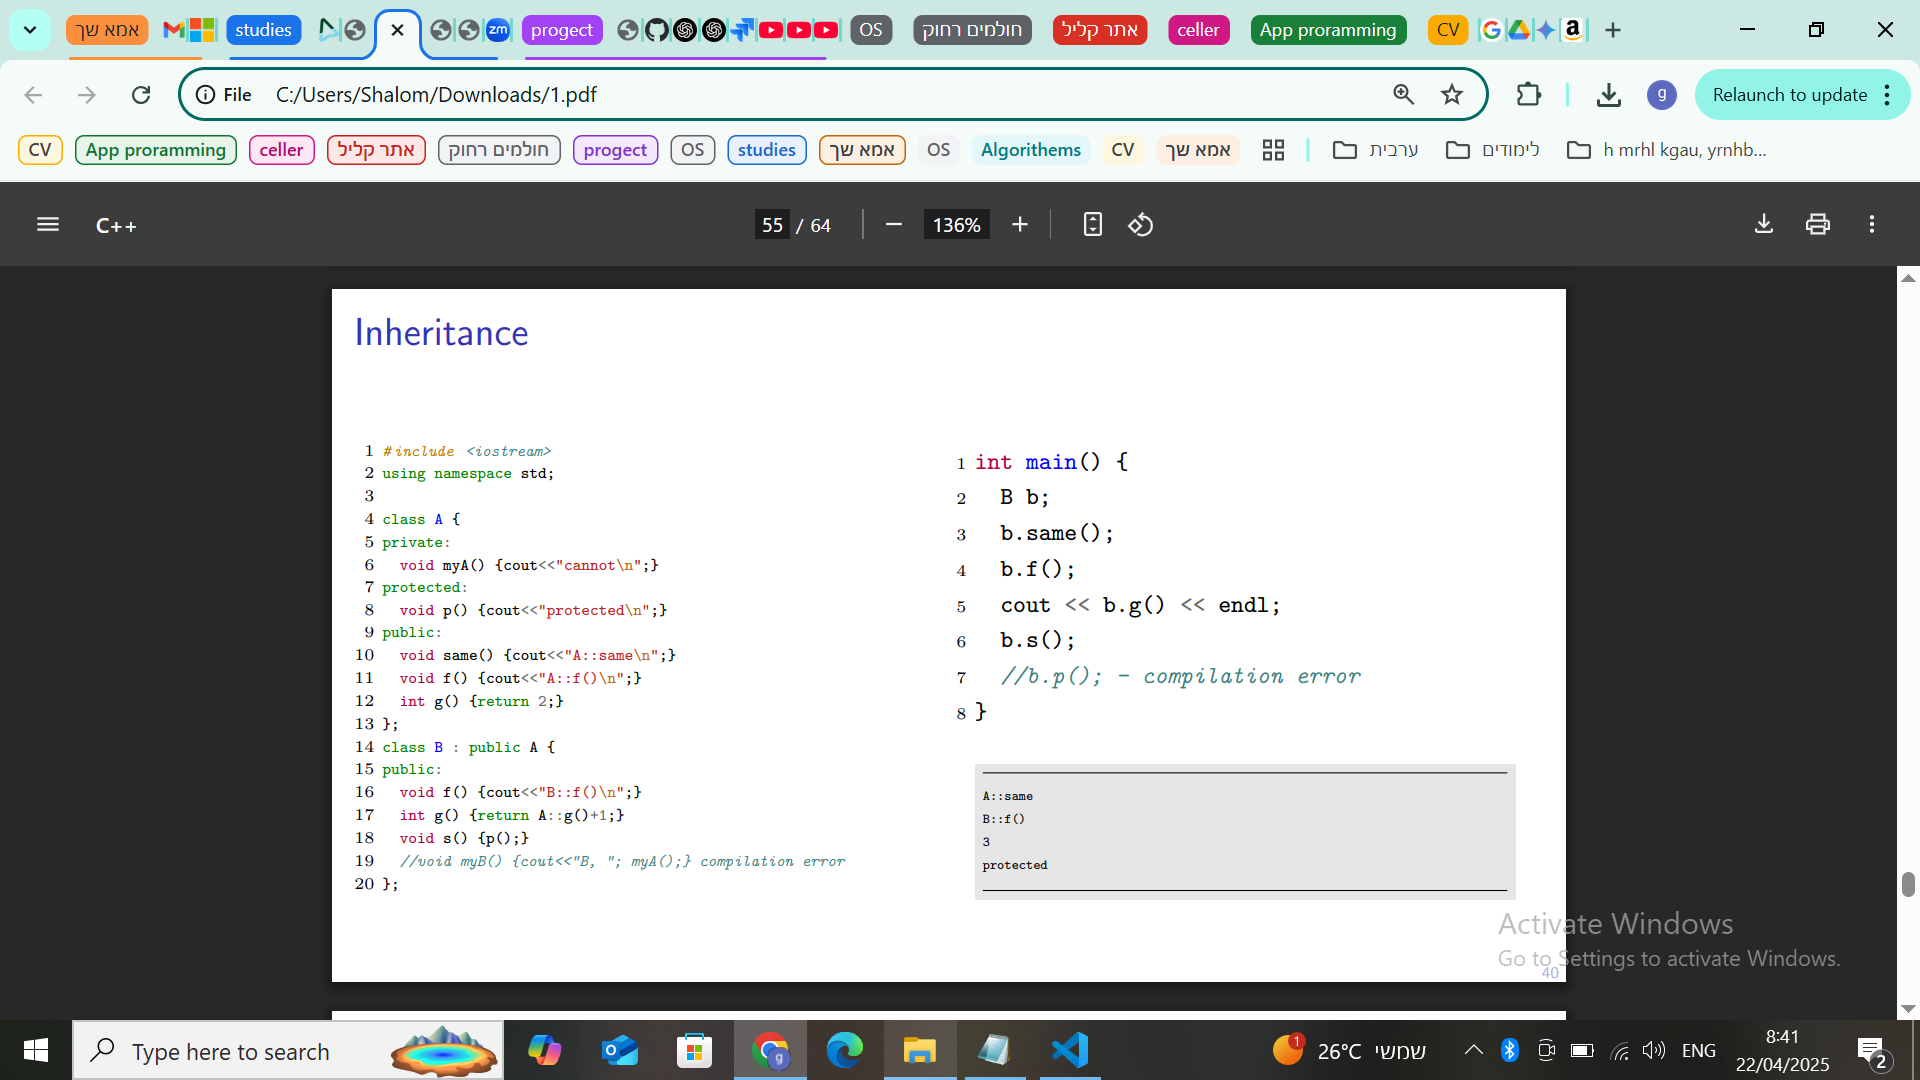 אמא שך
studies
zm
progect
OS
חולמים רחוק
אתר קליל
celler
App proramming
CV
File C:/Users/Shalom/Downloads/1.pdf
g
Relaunch to update
CV
App proramming
celler
אתר קליל
חולמים רחוק
progect
OS
studies
אמא שך
OS
Algorithems
CV
אמא שך
ערבית
לימודים
h mrhl kgau, yrnhb...
C++
55 / 64
136%
Inheritance
1 #include <iostream>
2 using namespace std;
3
4 class A {
5 private:
6 void myA() {cout<<"cannot\n";}
7 protected:
8 void p() {cout<<"protected\n";}
9 public:
10 void same() {cout<<"A::same\n";}
11 void f() {cout<<"A::f()\n";}
12 int g() {return 2;}
13 };
14 class B : public A {
15 public:
16 void f() {cout<<"B::f()\n";}
17 int g() {return A::g()+1;}
18 void s() {p();}
19 //void myB() {cout<<"B, "; myA();} compilation error
20 };
1 int main() {
2 B b;
3 b.same();
4 b.f();
5 cout << b.g() << endl;
6 b.s();
7 //b.p(); - compilation error
8 }
A::same
B::f()
3
protected
40
Activate Windows
Go to Settings to activate Windows.
Type here to search
1
26°C שמשי
ENG
8:41
22/04/2025
2